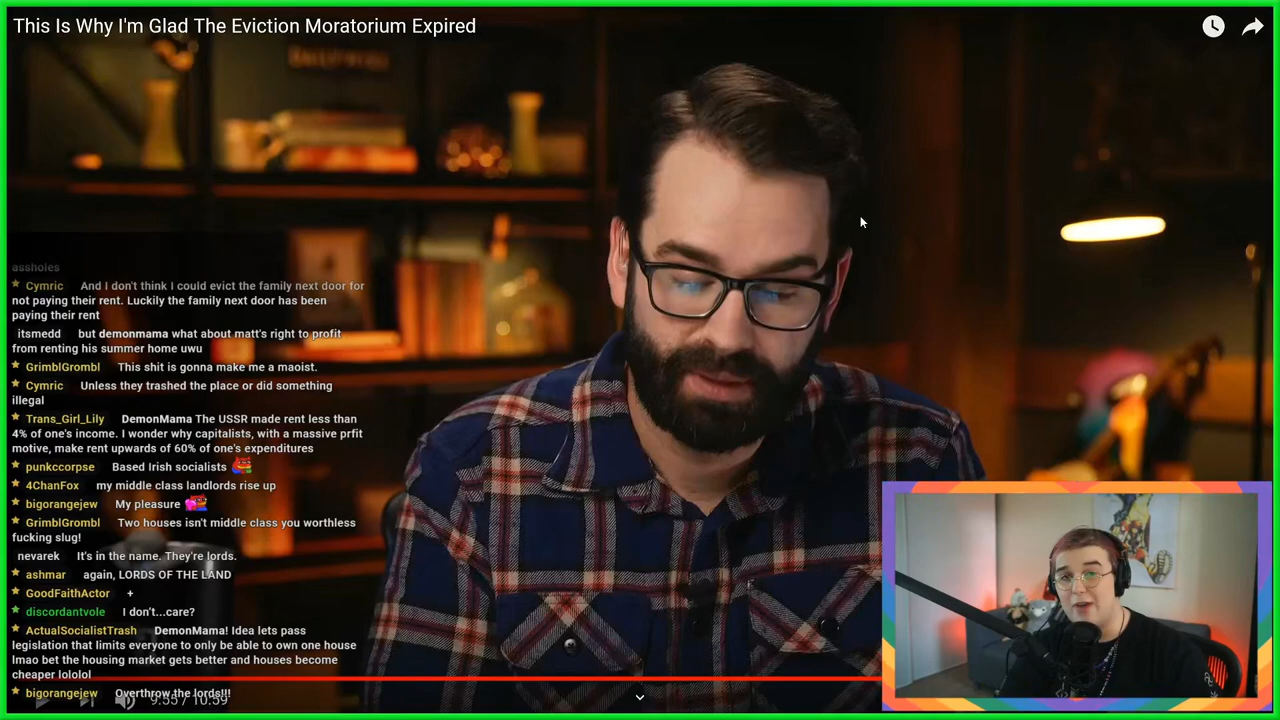 This Is Why I'm Glad The Eviction Moratorium Expired
assholes
Cymric And I don't think I could evict the family next door for
not paying their rent. Luckily the family next door has been
paying their rent
itsmedd but demonmama what about matt's right to profit
from renting his summer home uwu
GrimblGrombl This shit is gonna make me a maoist.
Cymric Unless they trashed the place or did something
illegal
Trans_Girl_Lily DemonMama The USSR made rent less than
4% of one's income. I wonder why capitalists, with a massive prfit
motive, make rent upwards of 60% of one's expenditures
punkccorpse Based Irish socialists
4ChanFox my middle class landlords rise up
bigorangejew My pleasure
GrimblGrombl Two houses isn't middle class you worthless
fucking slug!
nevarek It's in the name. They're lords.
ashmar again, LORDS OF THE LAND
GoodFaithActor +
discordantvole I don't...care?
ActualSocialistTrash DemonMama! Idea lets pass
legislation that limits everyone to only be able to own one house
lmao bet the housing market gets better and houses become
cheaper lololol
bigorangejew Overthrow the lords!!!
9:55 / 10:59